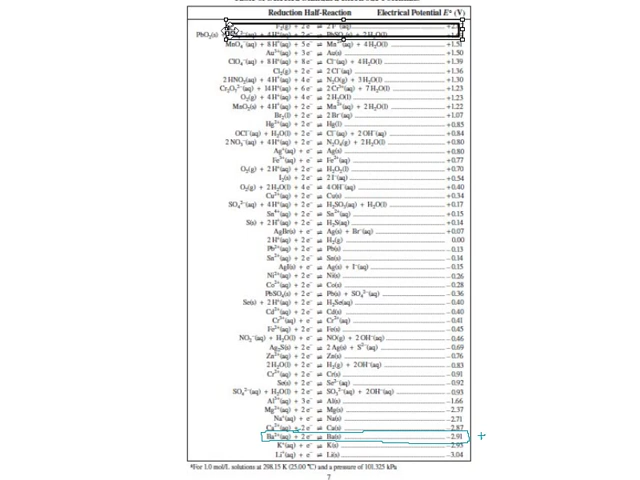 Reduction Half-Reaction Electrical Potential E° (V)
F₂(g) + 2 e⁻ ⇌ 2 F⁻(aq)
MnO₄⁻(aq) + 8 H⁺(aq) + 5 e⁻ ⇌ Mn²⁺(aq) + 4 H₂O(l) +1.51
Au³⁺(aq) + 3 e⁻ ⇌ Au(s) +1.50
ClO₄⁻(aq) + 8 H⁺(aq) + 8 e⁻ ⇌ Cl⁻(aq) + 4 H₂O(l) +1.39
Cl₂(g) + 2 e⁻ ⇌ 2 Cl⁻(aq) +1.36
2 HNO₂(aq) + 4 H⁺(aq) + 4 e⁻ ⇌ N₂O(g) + 3 H₂O(l) +1.30
Cr₂O₇²⁻(aq) + 14 H⁺(aq) + 6 e⁻ ⇌ 2 Cr³⁺(aq) + 7 H₂O(l) +1.23
O₂(g) + 4 H⁺(aq) + 4 e⁻ ⇌ 2 H₂O(l) +1.23
MnO₂(s) + 4 H⁺(aq) + 2 e⁻ ⇌ Mn²⁺(aq) + 2 H₂O(l) +1.22
Br₂(l) + 2 e⁻ ⇌ 2 Br⁻(aq) +1.07
Hg²⁺(aq) + 2 e⁻ ⇌ Hg(l) +0.85
OCl⁻(aq) + H₂O(l) + 2 e⁻ ⇌ Cl⁻(aq) + 2 OH⁻(aq) +0.84
2 NO₃⁻(aq) + 4 H⁺(aq) + 2 e⁻ ⇌ N₂O₄(g) + 2 H₂O(l) +0.80
Ag⁺(aq) + e⁻ ⇌ Ag(s) +0.80
Fe³⁺(aq) + e⁻ ⇌ Fe²⁺(aq) +0.77
O₂(g) + 2 H⁺(aq) + 2 e⁻ ⇌ H₂O₂(l) +0.70
I₂(s) + 2 e⁻ ⇌ 2 I⁻(aq) +0.54
O₂(g) + 2 H₂O(l) + 4 e⁻ ⇌ 4 OH⁻(aq) +0.40
Cu²⁺(aq) + 2 e⁻ ⇌ Cu(s) +0.34
SO₄²⁻(aq) + 4 H⁺(aq) + 2 e⁻ ⇌ H₂SO₃(aq) + H₂O(l) +0.17
Sn⁴⁺(aq) + 2 e⁻ ⇌ Sn²⁺(aq) +0.15
S(s) + 2 H⁺(aq) + 2 e⁻ ⇌ H₂S(aq) +0.14
AgBr(s) + e⁻ ⇌ Ag(s) + Br⁻(aq) +0.07
2 H⁺(aq) + 2 e⁻ ⇌ H₂(g) 0.00
Pb²⁺(aq) + 2 e⁻ ⇌ Pb(s) -0.13
Sn²⁺(aq) + 2 e⁻ ⇌ Sn(s) -0.14
AgI(s) + e⁻ ⇌ Ag(s) + I⁻(aq) -0.15
Ni²⁺(aq) + 2 e⁻ ⇌ Ni(s) -0.26
Co²⁺(aq) + 2 e⁻ ⇌ Co(s) -0.28
PbSO₄(s) + 2 e⁻ ⇌ Pb(s) + SO₄²⁻(aq) -0.36
Se(s) + 2 H⁺(aq) + 2 e⁻ ⇌ H₂Se(aq) -0.40
Cd²⁺(aq) + 2 e⁻ ⇌ Cd(s) -0.40
Cr³⁺(aq) + e⁻ ⇌ Cr²⁺(aq) -0.41
Fe²⁺(aq) + 2 e⁻ ⇌ Fe(s) -0.45
NO₂⁻(aq) + H₂O(l) + e⁻ ⇌ NO(g) + 2 OH⁻(aq) -0.46
Ag₂S(s) + 2 e⁻ ⇌ 2 Ag(s) + S²⁻(aq) -0.69
Zn²⁺(aq) + 2 e⁻ ⇌ Zn(s) -0.76
2 H₂O(l) + 2 e⁻ ⇌ H₂(g) + 2 OH⁻(aq) -0.83
Cr²⁺(aq) + 2 e⁻ ⇌ Cr(s) -0.91
Se(s) + 2 e⁻ ⇌ Se²⁻(aq) -0.92
SO₄²⁻(aq) + H₂O(l) + 2 e⁻ ⇌ SO₃²⁻(aq) + 2 OH⁻(aq) -0.93
Al³⁺(aq) + 3 e⁻ ⇌ Al(s) -1.66
Mg²⁺(aq) + 2 e⁻ ⇌ Mg(s) -2.37
Na⁺(aq) + e⁻ ⇌ Na(s) -2.71
Ca²⁺(aq) + 2 e⁻ ⇌ Ca(s) -2.87
Ba²⁺(aq) + 2 e⁻ ⇌ Ba(s) -2.91 +
K⁺(aq) + e⁻ ⇌ K(s) -2.93
Li⁺(aq) + e⁻ ⇌ Li(s) -3.04
*For 1.0 mol/L solutions at 298.15 K (25.00 °C) and a pressure of 101.325 kPa
7